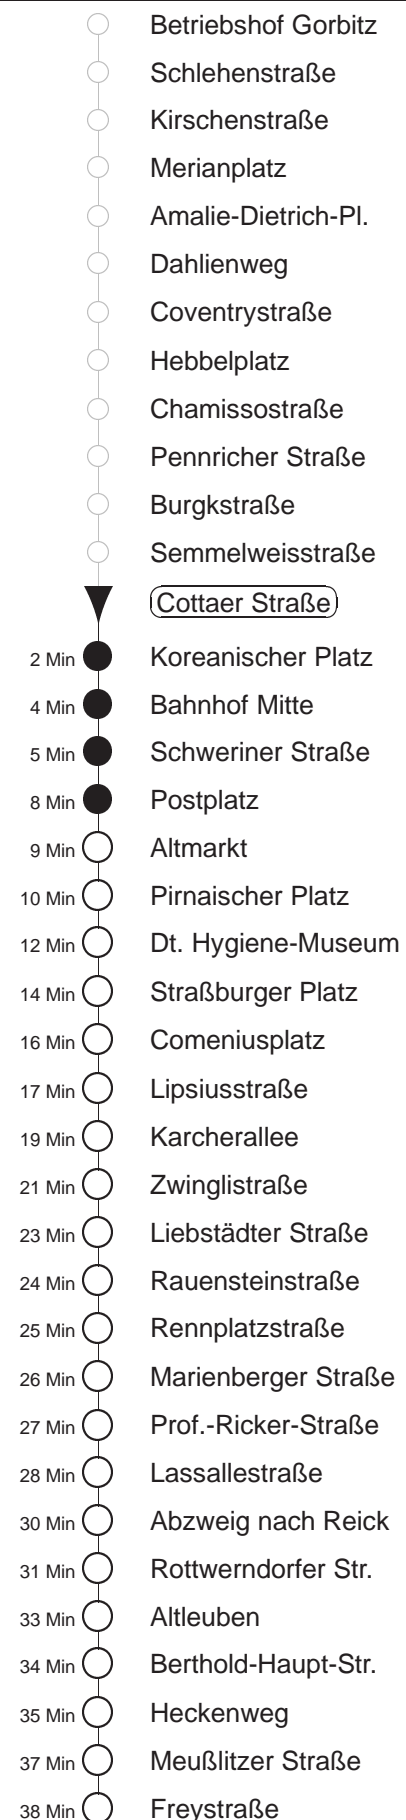 Betriebshof Gorbitz
Schlehenstraße
Kirschenstraße
Merianplatz
Amalie-Dietrich-Pl.
Dahlienweg
Coventrystraße
Hebbelplatz
Chamissostraße
Pennricher Straße
Burgkstraße
Semmelweisstraße
Cottaer Straße
2 Min Koreanischer Platz
4 Min Bahnhof Mitte
5 Min Schweriner Straße
8 Min Postplatz
9 Min Altmarkt
10 Min Pirnaischer Platz
12 Min Dt. Hygiene-Museum
14 Min Straßburger Platz
16 Min Comeniusplatz
17 Min Lipsiusstraße
19 Min Karcherallee
21 Min Zwinglistraße
23 Min Liebstädter Straße
24 Min Rauensteinstraße
25 Min Rennplatzstraße
26 Min Marienberger Straße
27 Min Prof.-Ricker-Straße
28 Min Lassallestraße
30 Min Abzweig nach Reick
31 Min Rottwerndorfer Str.
33 Min Altleuben
34 Min Berthold-Haupt-Str.
35 Min Heckenweg
37 Min Meußlitzer Straße
38 Min Freystraße